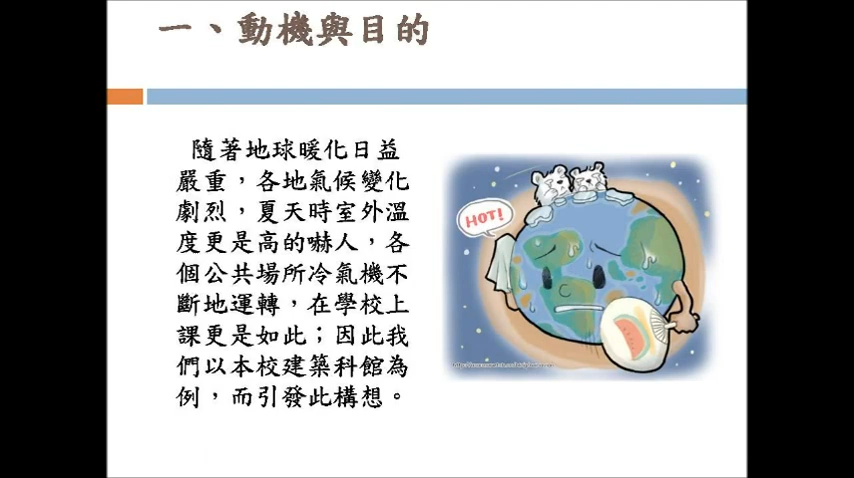 一、動機與目的
隨著地球暖化日益
嚴重，各地氣候變化
劇烈，夏天時室外溫
度更是高的嚇人，各
個公共場所冷氣機不
斷地運轉，在學校上
課更是如此；因此我
們以本校建築科館為
例，而引發此構想。
HOT!